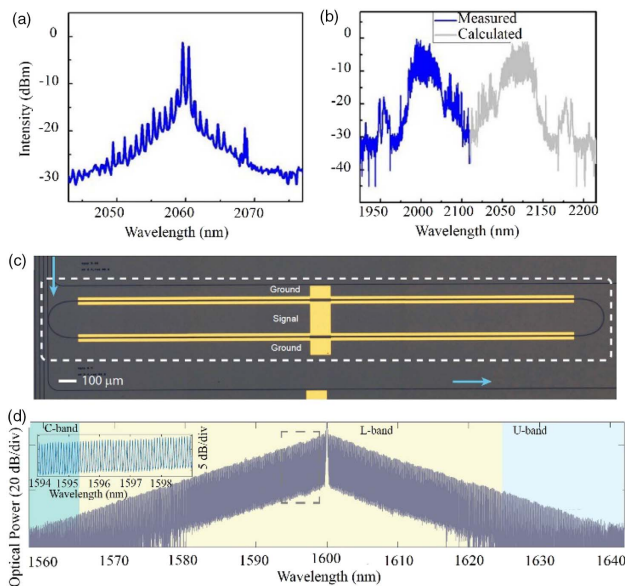 (a)
0
-10
-20
-30
Intensity (dBm)
2050 2060 2070
Wavelength (nm)
(b)
Measured
Calculated
0
-10
-20
-30
-40
1950 2000 2100 2050 2100 2150 2200
Wavelength (nm)
(c)
Ground
Signal
Ground
100 μm
(d)
C-band
L-band
U-band
5 dB/div
1594 1595 1596 1597 1598
Wavelength (nm)
Optical Power (20 dB/div)
1560 1570 1580 1590 1600 1610 1620 1630 1640
Wavelength (nm)